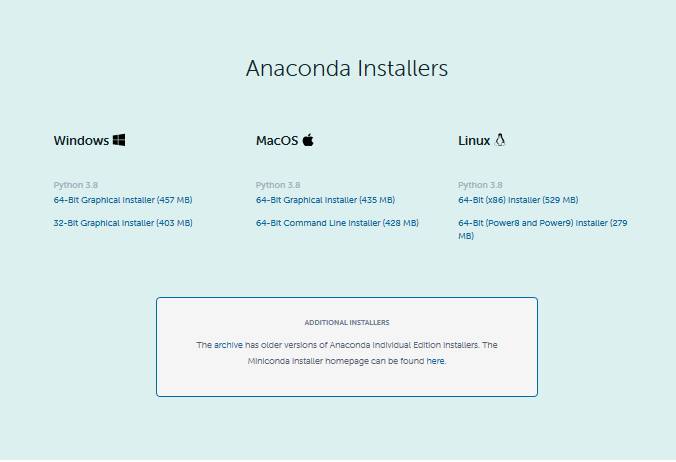 Anaconda Installers
Windows
Python 3.8
64-Bit Graphical Installer (457 MB)
32-Bit Graphical Installer (403 MB)
MacOS
Python 3.8
64-Bit Graphical Installer (435 MB)
64-Bit Command Line Installer (428 MB)
Linux
Python 3.8
64-Bit (x86) Installer (529 MB)
64-Bit (Power8 and Power9) Installer (279
MB)
ADDITIONAL INSTALLERS
The archive has older versions of Anaconda Individual Edition installers. The
Miniconda installer homepage can be found here.